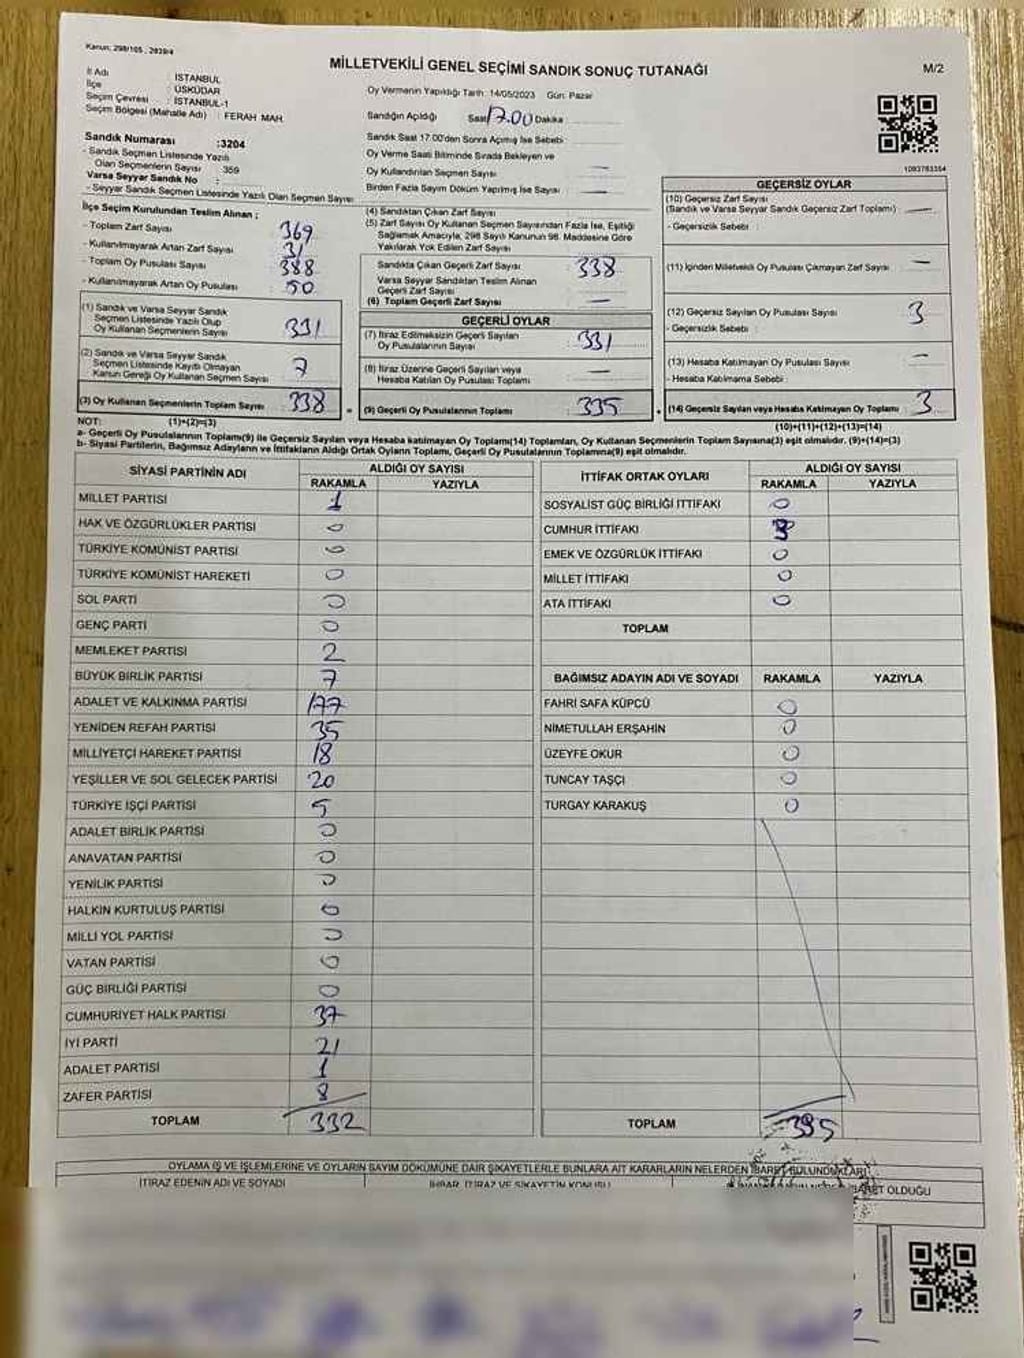 Kanun: 298/105 , 2839/4
MİLLETVEKİLİ GENEL SEÇİMİ SANDIK SONUÇ TUTANAĞI
M/2
İl Adı : İSTANBUL
İlçe : ÜSKÜDAR
Seçim Çevresi : İSTANBUL-1
Seçim Bölgesi (Mahalle Adı) : FERAH MAH.
Oy Vermenin Yapıldığı Tarih: 14/05/2023 Gün: Pazar
Sandığın Açıldığı Saat 17.00 Dakika
Sandık Saat 17.00'den Sonra Açılmış İse Sebebi
Oy Verme Saati Bitiminde Sırada Bekleyen ve
Oy Kullandırılan Seçmen Sayısı —
Birden Fazla Sayım Döküm Yapılmış İse Sayısı —
Sandık Numarası :3204
- Sandık Seçmen Listesinde Yazılı
Olan Seçmenlerin Sayısı : 359
Varsa Seyyar Sandık No :
- Seyyar Sandık Seçmen Listesinde Yazılı Olan Seçmen Sayısı
1093783354
İlçe Seçim Kurulundan Teslim Alınan ;
- Toplam Zarf Sayısı 369
- Kullanılmayarak Artan Zarf Sayısı 31
- Toplam Oy Pusulası Sayısı 388
- Kullanılmayarak Artan Oy Pusulası 50
(1) Sandık ve Varsa Seyyar Sandık
Seçmen Listesinde Yazılı Olup
Oy Kullanan Seçmenlerin Sayısı 331
(2) Sandık ve Varsa Seyyar Sandık
Seçmen Listesinde Kaydı Olmayan
Kanun Gereği Oy Kullanan Seçmen Sayısı 7
(3) Oy Kullanan Seçmenlerin Toplam Sayısı 338
(4) Sandıktan Çıkan Zarf Sayısı
(5) Zarf Sayısı Oy Kullanan Seçmen Sayısından Fazla İse, Eşitliği
Sağlamak Amacıyla, 298 Sayılı Kanunun 98. Maddesine Göre
Yakılarak Yok Edilen Zarf Sayısı
Sandıkta Çıkan Geçerli Zarf Sayısı 338
Varsa Seyyar Sandıktan Teslim Alınan
Geçerli Zarf Sayısı
(6) Toplam Geçerli Zarf Sayısı —
GEÇERLİ OYLAR
(7) İtiraz Edilmeksizin Geçerli Sayılan
Oy Pusulalarının Sayısı 331
(8) İtiraz Üzerine Geçerli Sayılan veya
Hesaba Katılan Oy Pusulası Toplamı —
(9) Geçerli Oy Pusulalarının Toplamı 335
GEÇERSİZ OYLAR
(10) Geçersiz Zarf Sayısı
(Sandık ve Varsa Seyyar Sandık Geçersiz Zarf Toplamı) —
- Geçersizlik Sebebi :
(11) İçinden Milletvekili Oy Pusulası Çıkmayan Zarf Sayısı —
(12) Geçersiz Sayılan Oy Pusulası Sayısı 3
- Geçersizlik Sebebi :
(13) Hesaba Katılmayan Oy Pusulası Sayısı —
- Hesaba Katılmama Sebebi :
(14) Geçersiz Sayılan veya Hesaba Katılmayan Oy Toplamı 3
NOT: (1)+(2)=(3)
(10)+(11)+(12)+(13)=(14)
a- Geçerli Oy Pusulalarının Toplamı(9) ile Geçersiz Sayılan veya Hesaba katılmayan Oy Toplamı(14) Toplamları, Oy Kullanan Seçmenlerin Toplam Sayısına(3) eşit olmalıdır. (9)+(14)=(3)
b- Siyasi Partilerin, Bağımsız Adayların ve İttifakların Aldığı Ortak Oyların Toplamı, Geçerli Oy Pusulalarının Toplamına(9) eşit olmalıdır.
SİYASİ PARTİNİN ADI ALDIĞI OY SAYISI
RAKAMLA YAZIYLA
MİLLET PARTİSİ 1
HAK VE ÖZGÜRLÜKLER PARTİSİ 0
TÜRKİYE KOMÜNİST PARTİSİ 0
TÜRKİYE KOMÜNİST HAREKETİ 0
SOL PARTİ 0
GENÇ PARTİ 0
MEMLEKET PARTİSİ 2
BÜYÜK BİRLİK PARTİSİ 7
ADALET VE KALKINMA PARTİSİ 177
YENİDEN REFAH PARTİSİ 35
MİLLİYETÇİ HAREKET PARTİSİ 18
YEŞİLLER VE SOL GELECEK PARTİSİ 20
TÜRKİYE İŞÇİ PARTİSİ 5
ADALET BİRLİK PARTİSİ 0
ANAVATAN PARTİSİ 0
YENİLİK PARTİSİ 0
HALKIN KURTULUŞ PARTİSİ 0
MİLLİ YOL PARTİSİ 0
VATAN PARTİSİ 0
GÜÇ BİRLİĞİ PARTİSİ 0
CUMHURİYET HALK PARTİSİ 37
İYİ PARTİ 21
ADALET PARTİSİ 1
ZAFER PARTİSİ 8
TOPLAM 332
İTTİFAK ORTAK OYLARI ALDIĞI OY SAYISI
RAKAMLA YAZIYLA
SOSYALİST GÜÇ BİRLİĞİ İTTİFAKI 0
CUMHUR İTTİFAKI 3
EMEK VE ÖZGÜRLÜK İTTİFAKI 0
MİLLET İTTİFAKI 0
ATA İTTİFAKI 0
TOPLAM
BAĞIMSIZ ADAYIN ADI VE SOYADI RAKAMLA YAZIYLA
FAHRİ SAFA KÜPCÜ 0
NİMETULLAH ERŞAHİN 0
ÜZEYFE OKUR 0
TUNCAY TAŞÇI 0
TURGAY KARAKUŞ 0
TOPLAM 335
OYLAMA İŞ VE İŞLEMLERİNE VE OYLARIN SAYIM DÖKÜMÜNE DAİR ŞİKAYETLERLE BUNLARA AİT KARARLARIN NELERDEN İBARET BULUNDUKLARI
İTİRAZ EDENİN ADI VE SOYADI
İHBAR, İTİRAZ VE ŞİKAYETİN KONUSU
İBARET OLDUĞU